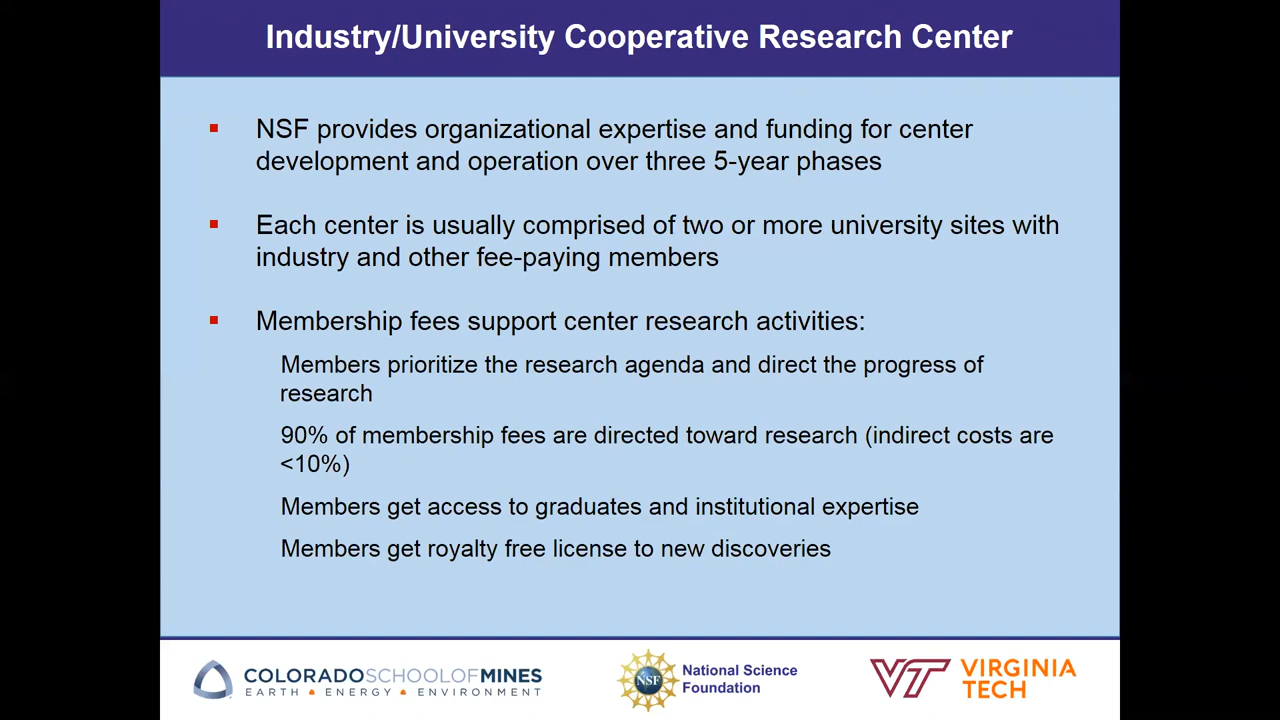 Industry/University Cooperative Research Center
NSF provides organizational expertise and funding for center
development and operation over three 5-year phases
Each center is usually comprised of two or more university sites with
industry and other fee-paying members
Membership fees support center research activities:
Members prioritize the research agenda and direct the progress of
research
90% of membership fees are directed toward research (indirect costs are
<10%)
Members get access to graduates and institutional expertise
Members get royalty free license to new discoveries
COLORADOSCHOOLOFMINES
EARTH • ENERGY • ENVIRONMENT
NSF
National Science
Foundation
VT
VIRGINIA
TECH